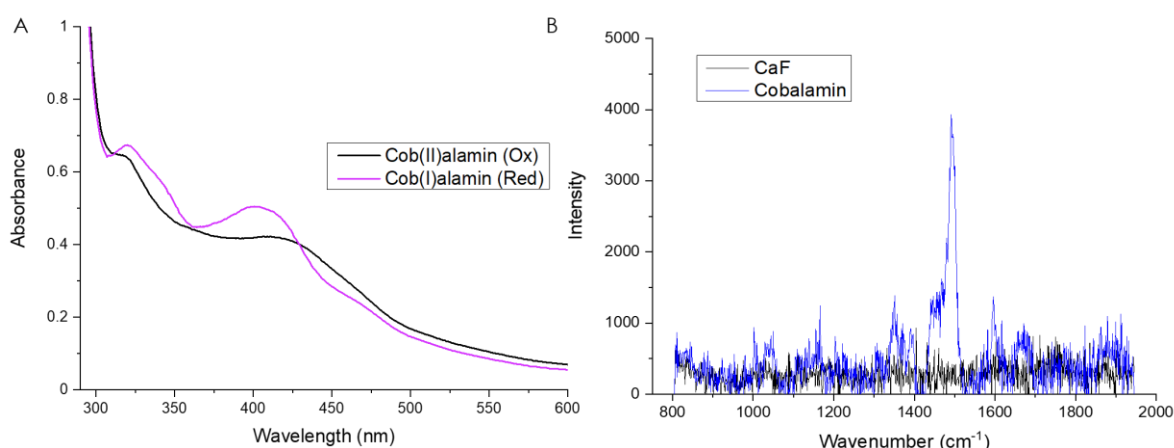 A
1
0.8
0.6
0.4
0.2
0
Absorbance
Cob(II)alamin (Ox)
Cob(I)alamin (Red)
300 350 400 450 500 550 600
Wavelength (nm)
B
5000
4000
3000
2000
1000
0
Intensity
CaF
Cobalamin
800 1000 1200 1400 1600 1800 2000
Wavenumber (cm-1)